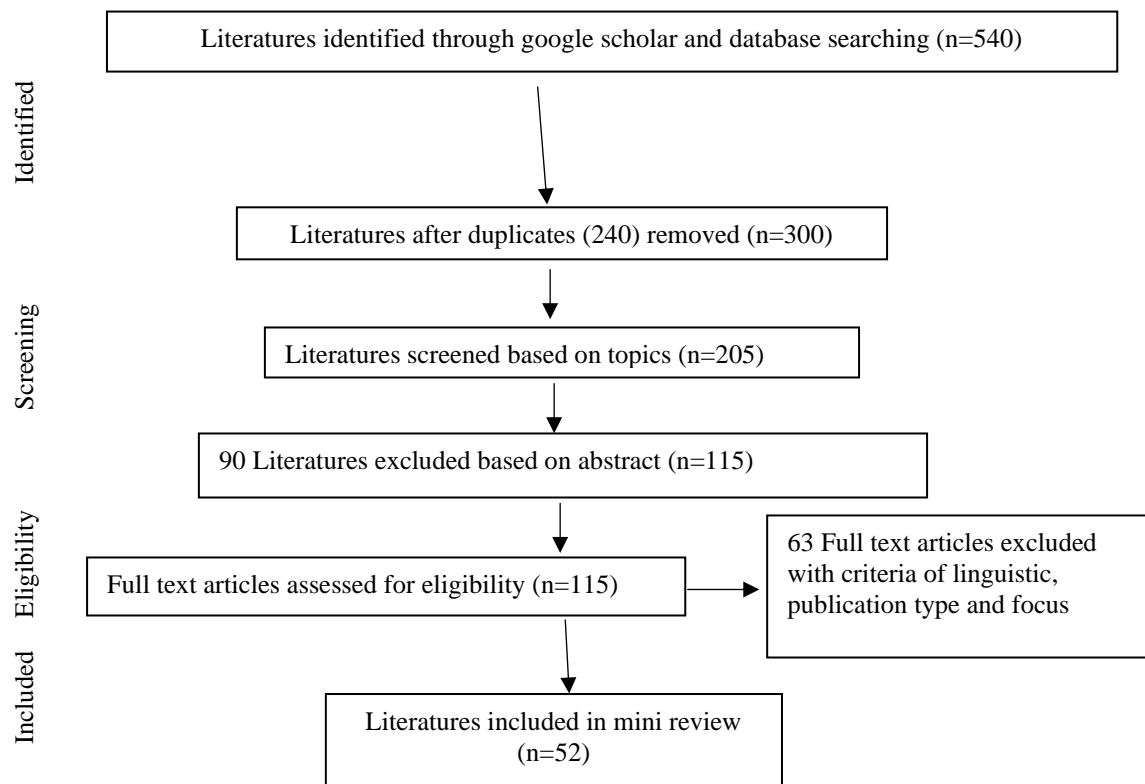 Literatures identified through google scholar and database searching (n=540)
Identified
Literatures after duplicates (240) removed (n=300)
Screening
Literatures screened based on topics (n=205)
90 Literatures excluded based on abstract (n=115)
Eligibility
Full text articles assessed for eligibility (n=115)
63 Full text articles excluded
with criteria of linguistic,
publication type and focus
Included
Literatures included in mini review
(n=52)